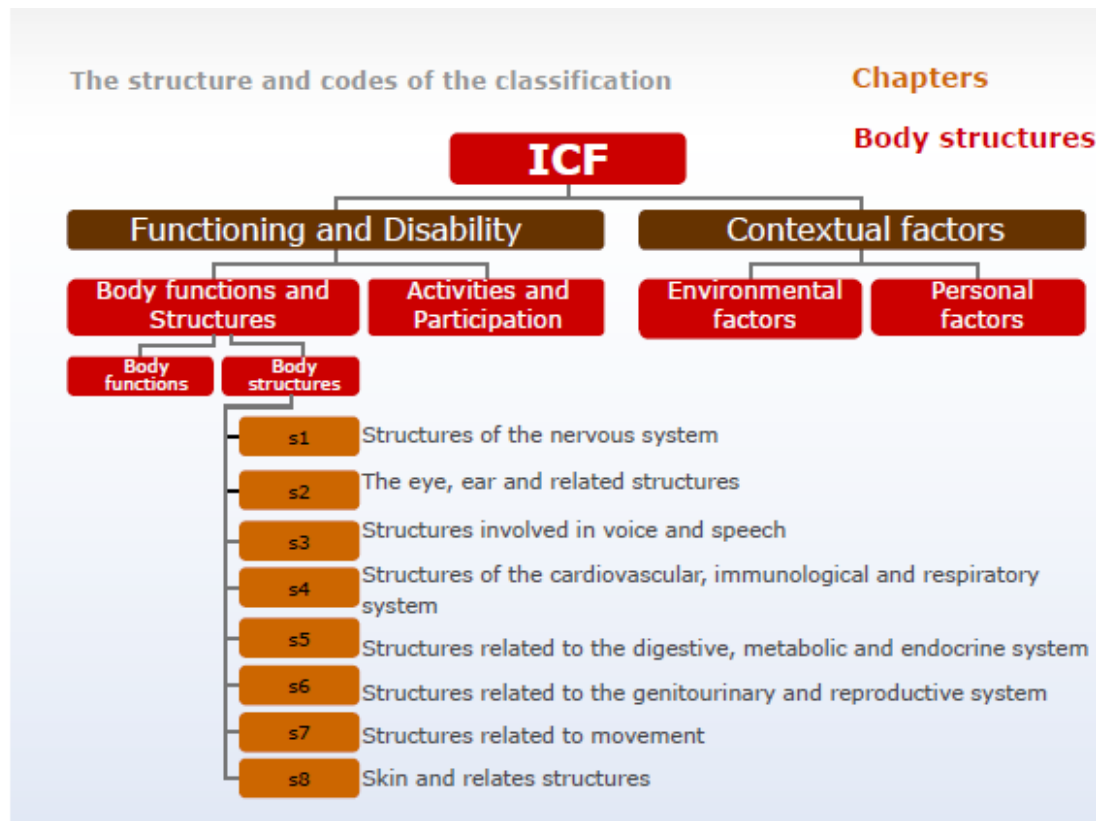 The structure and codes of the classification
Chapters
Body structures
ICF
Functioning and Disability
Contextual factors
Body functions and
Structures
Activities and
Participation
Environmental
factors
Personal
factors
Body
functions
Body
structures
s1 Structures of the nervous system
s2 The eye, ear and related structures
s3 Structures involved in voice and speech
s4 Structures of the cardiovascular, immunological and respiratory
system
s5 Structures related to the digestive, metabolic and endocrine system
s6 Structures related to the genitourinary and reproductive system
s7 Structures related to movement
s8 Skin and relates structures